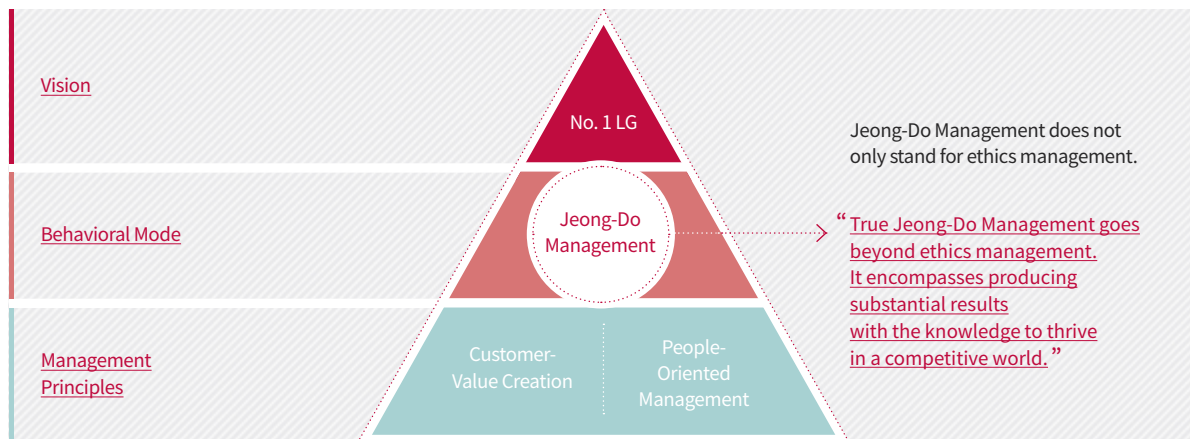 Vision
No. 1 LG
Jeong-Do Management does not
only stand for ethics management.
Behavioral Mode
Jeong-Do
Management
“ True Jeong-Do Management goes
beyond ethics management.
It encompasses producing
substantial results
with the knowledge to thrive
in a competitive world. ”
Management
Principles
Customer-
Value Creation
People-
Oriented
Management